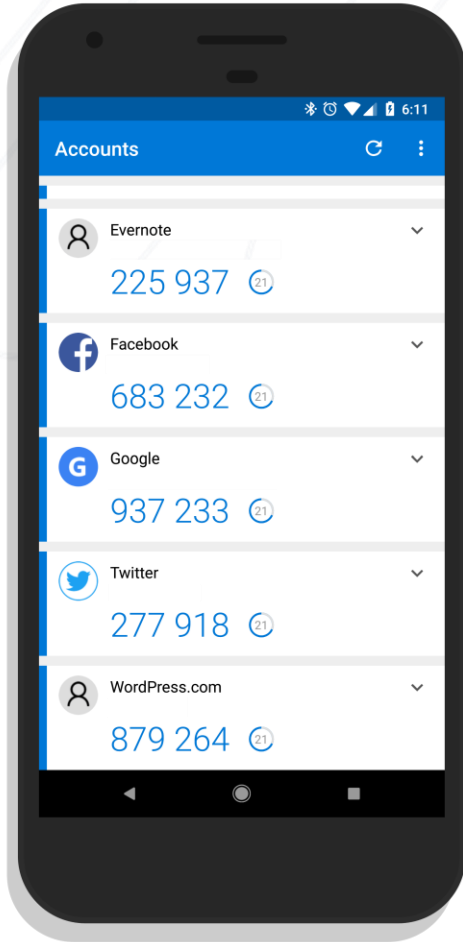 6:11
Accounts
Evernote
225 937 21
Facebook
683 232 21
G Google
937 233 21
Twitter
277 918 21
WordPress.com
879 264 21